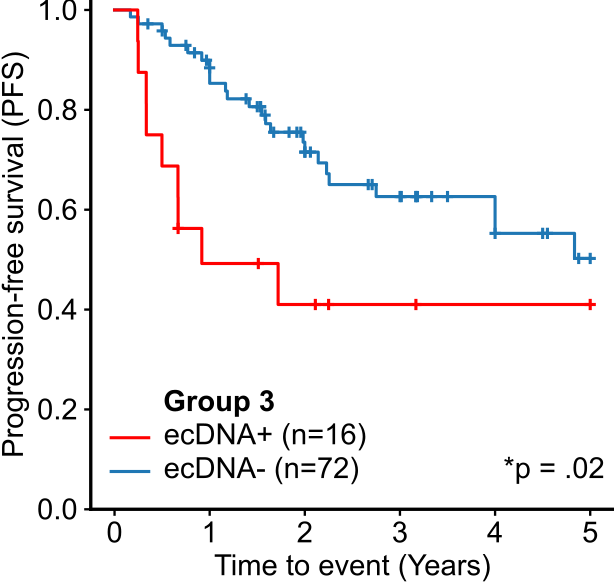 Progression-free survival (PFS)
1.0
0.8
0.6
0.4
0.2
0.0
Group 3
ecDNA+ (n=16)
ecDNA- (n=72)
*p = .02
0 1 2 3 4 5
Time to event (Years)